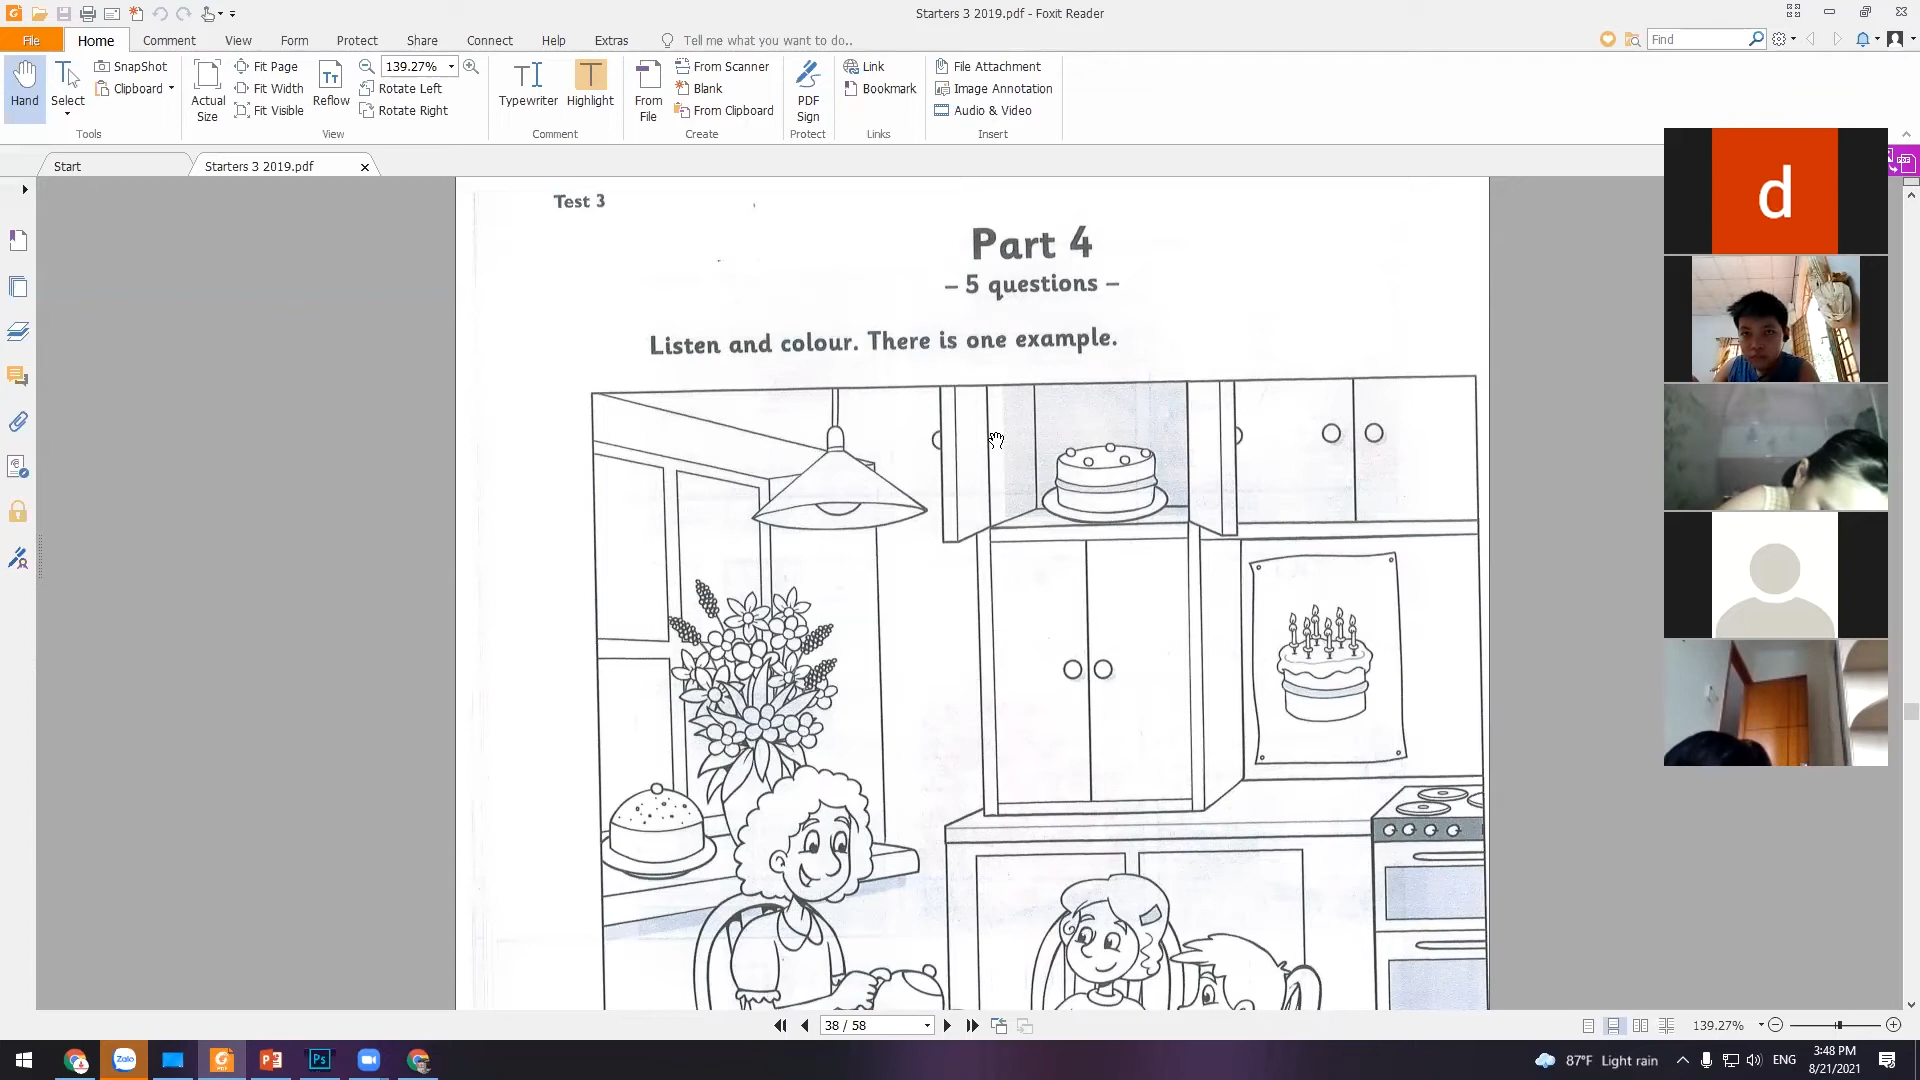 Starters 3 2019.pdf - Foxit Reader
File
Home
Comment
View
Form
Protect
Share
Connect
Help
Extras
Tell me what you want to do..
Find
Hand
Select
SnapShot
Clipboard
Tools
Actual Size
Fit Page
Fit Width
Fit Visible
Reflow
139.27%
Rotate Left
Rotate Right
View
Typewriter
Highlight
Comment
From File
From Scanner
Blank
From Clipboard
Create
PDF Sign
Protect
Link
Bookmark
Links
File Attachment
Image Annotation
Audio & Video
Insert
Start
Starters 3 2019.pdf
Test 3
Part 4
– 5 questions –
Listen and colour. There is one example.
d
38 / 58
139.27%
Zalo
Ps
87°F Light rain
ENG
3:48 PM
8/21/2021